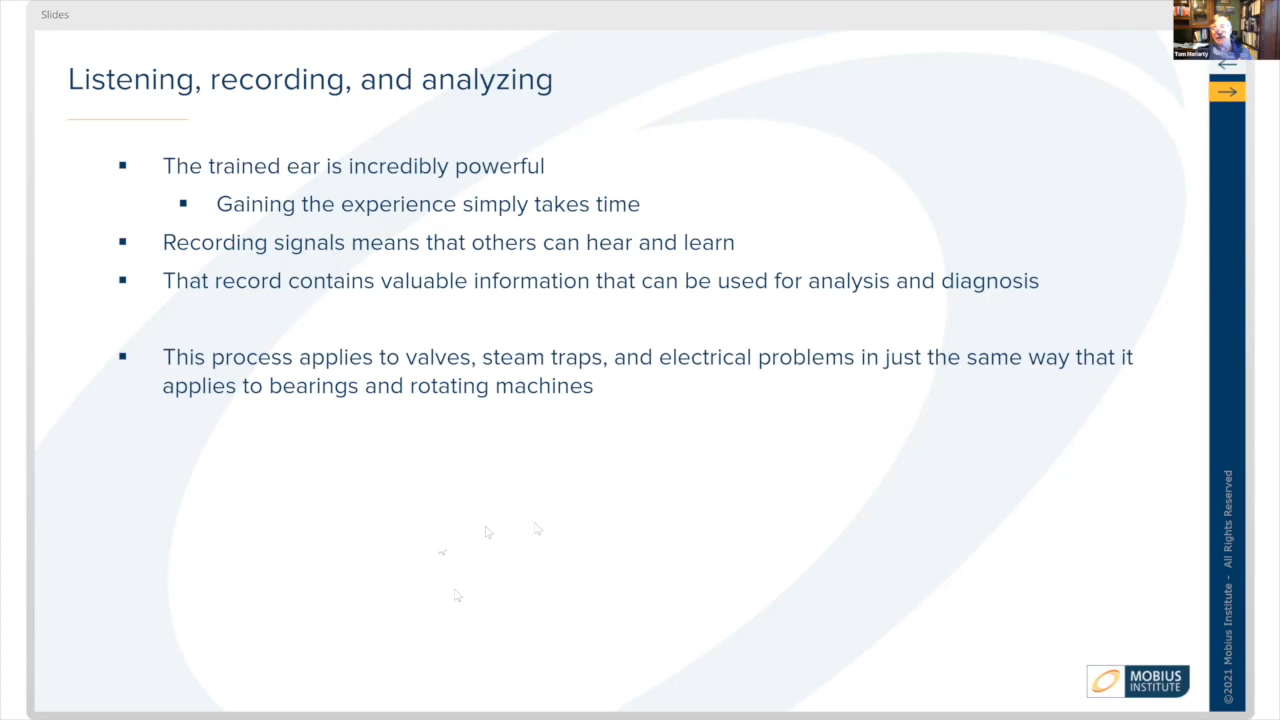 Slides
Tom Moriarty
Listening, recording, and analyzing
▪ The trained ear is incredibly powerful
▪ Gaining the experience simply takes time
▪ Recording signals means that others can hear and learn
▪ That record contains valuable information that can be used for analysis and diagnosis
▪ This process applies to valves, steam traps, and electrical problems in just the same way that it
applies to bearings and rotating machines
©2021 Mobius Institute - All Rights Reserved
MOBIUS
INSTITUTE